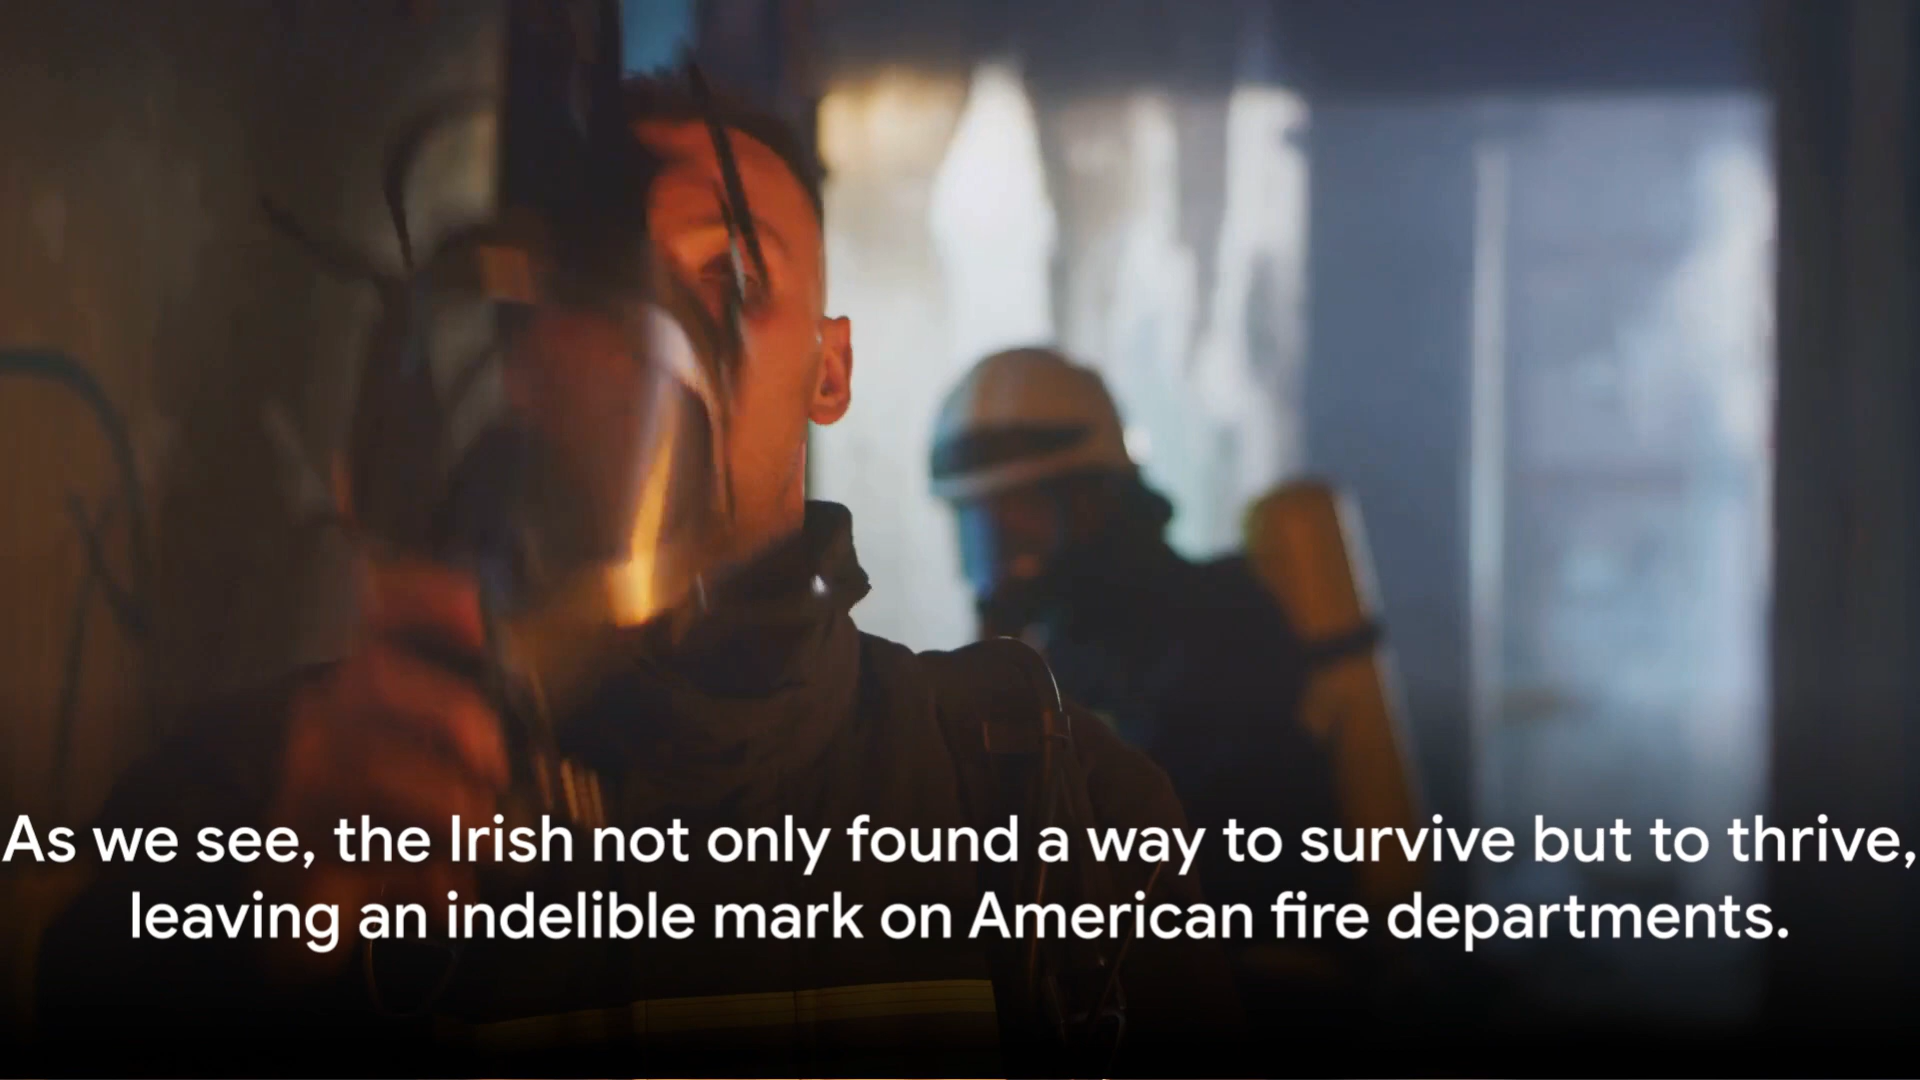 As we see, the Irish not only found a way to survive but to thrive,
leaving an indelible mark on American fire departments.